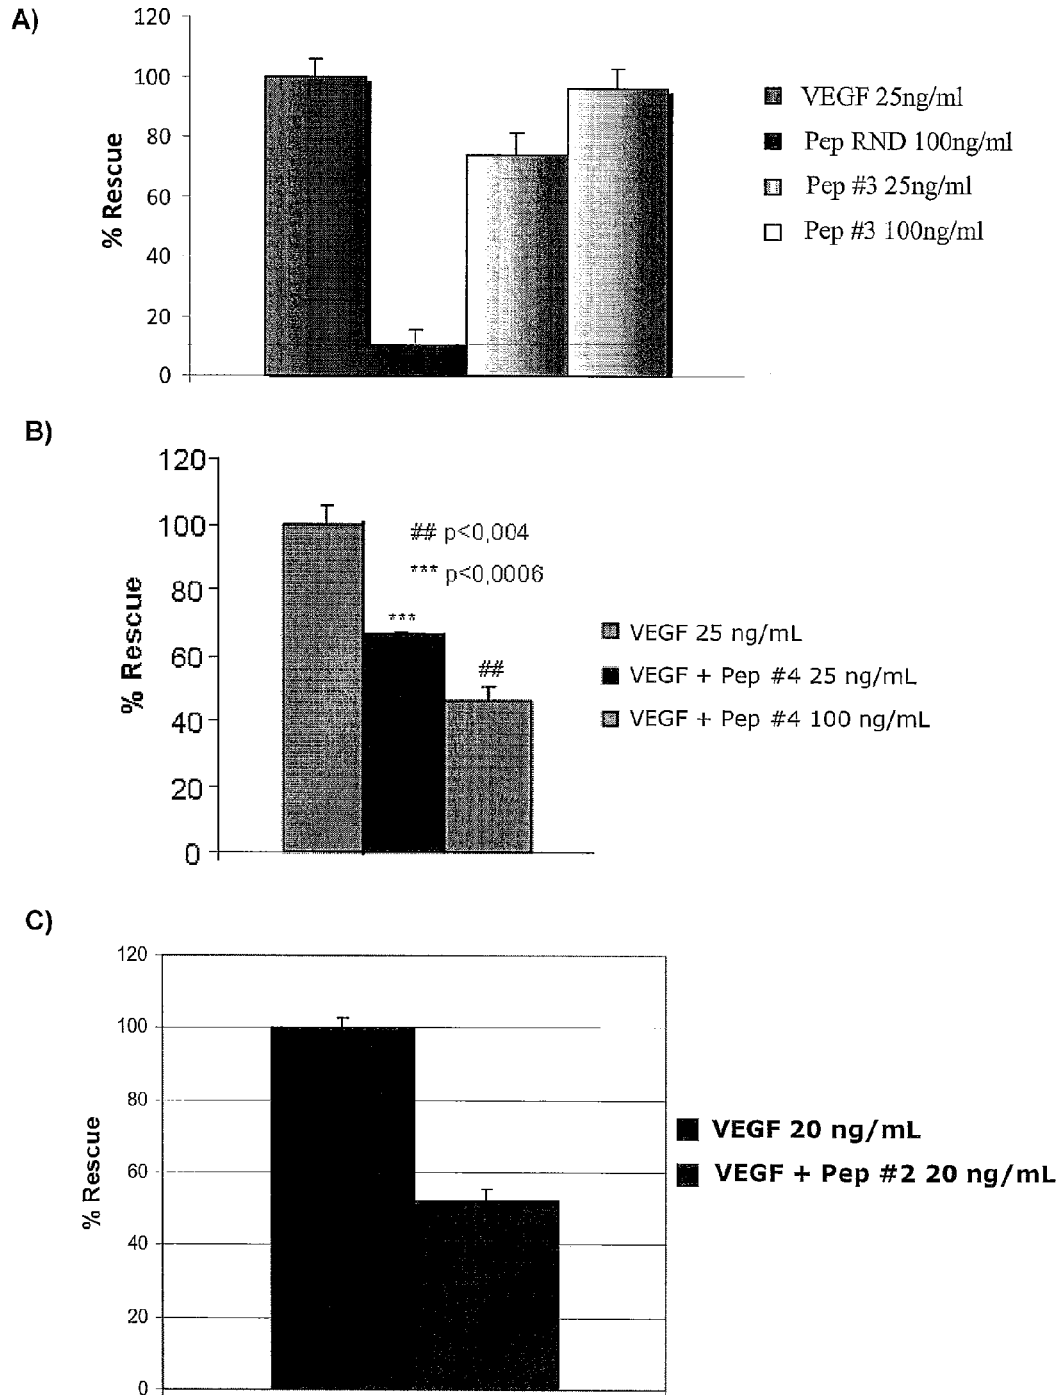 A)
120
100
80
60
40
20
0
% Rescue
VEGF 25ng/ml
Pep RND 100ng/ml
Pep #3 25ng/ml
Pep #3 100ng/ml
B)
120
100
80
60
40
20
0
% Rescue
## p<0,004
*** p<0,0006
***
##
VEGF 25 ng/mL
VEGF + Pep #4 25 ng/mL
VEGF + Pep #4 100 ng/mL
C)
120
100
80
60
40
20
0
% Rescue
VEGF 20 ng/mL
VEGF + Pep #2 20 ng/mL